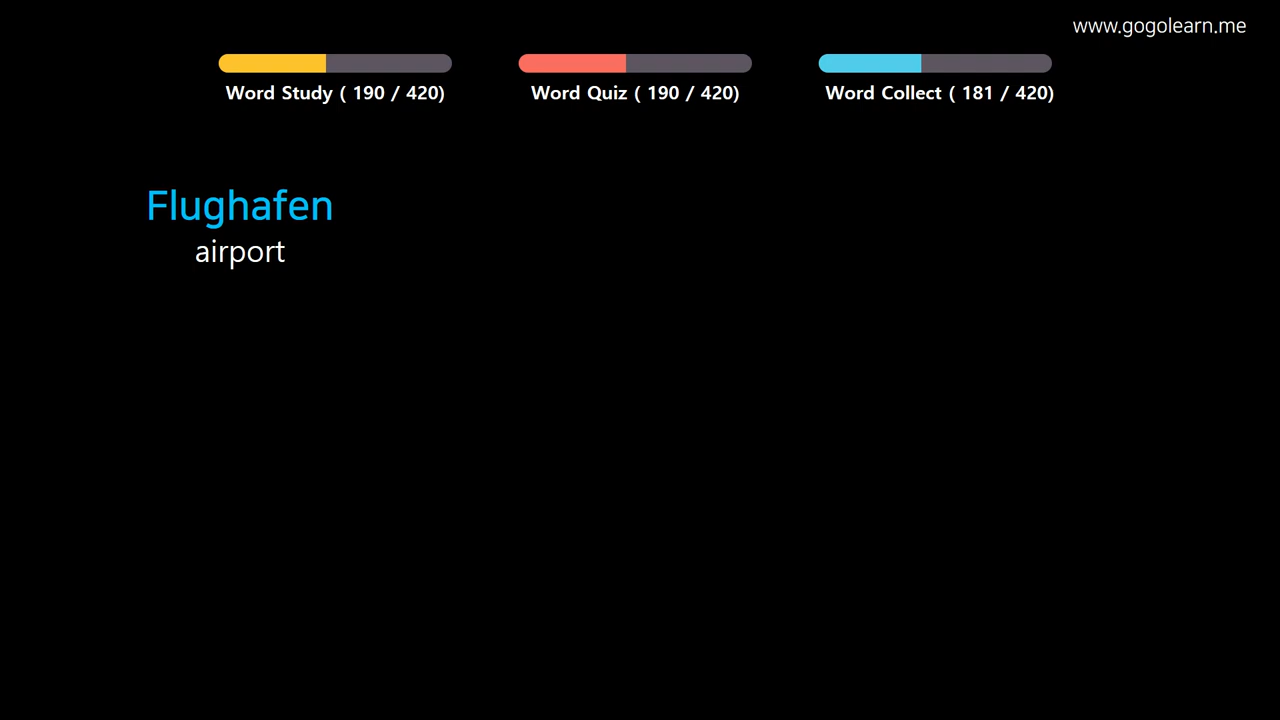 www.gogolearn.me
Word Study ( 190 / 420)
Word Quiz ( 190 / 420)
Word Collect ( 181 / 420)
Flughafen
airport